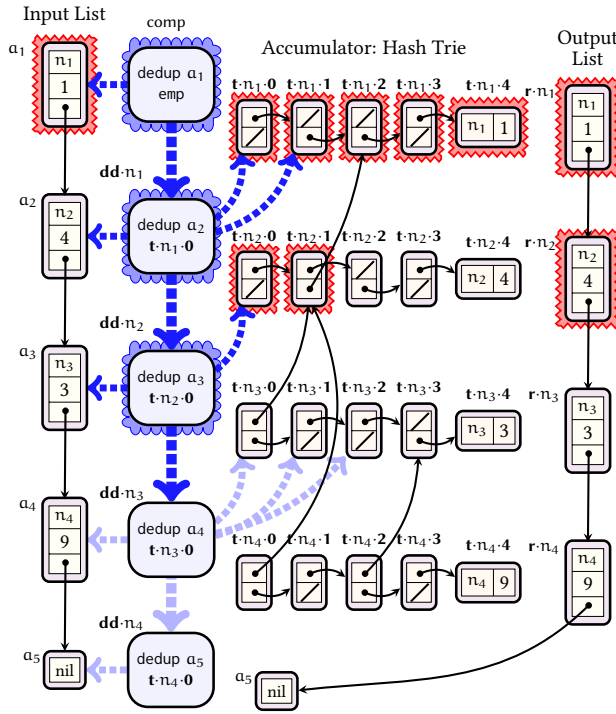 Input List
comp
Accumulator: Hash Trie
Output
List
a₁
n₁
1
dedup a₁
emp
t·n₁·0
t·n₁·1
t·n₁·2
t·n₁·3
t·n₁·4
n₁ 1
r·n₁
n₁
1
dd·n₁
a₂
n₂
4
dedup a₂
t·n₁·0
t·n₂·0
t·n₂·1
t·n₂·2
t·n₂·3
t·n₂·4
n₂ 4
r·n₂
n₂
4
dd·n₂
a₃
n₃
3
dedup a₃
t·n₂·0
t·n₃·0
t·n₃·1
t·n₃·2
t·n₃·3
t·n₃·4
n₃ 3
r·n₃
n₃
3
dd·n₃
a₄
n₄
9
dedup a₄
t·n₃·0
t·n₄·0
t·n₄·1
t·n₄·2
t·n₄·3
t·n₄·4
n₄ 9
r·n₄
n₄
9
dd·n₄
a₅
nil
dedup a₅
t·n₄·0
a₅
nil